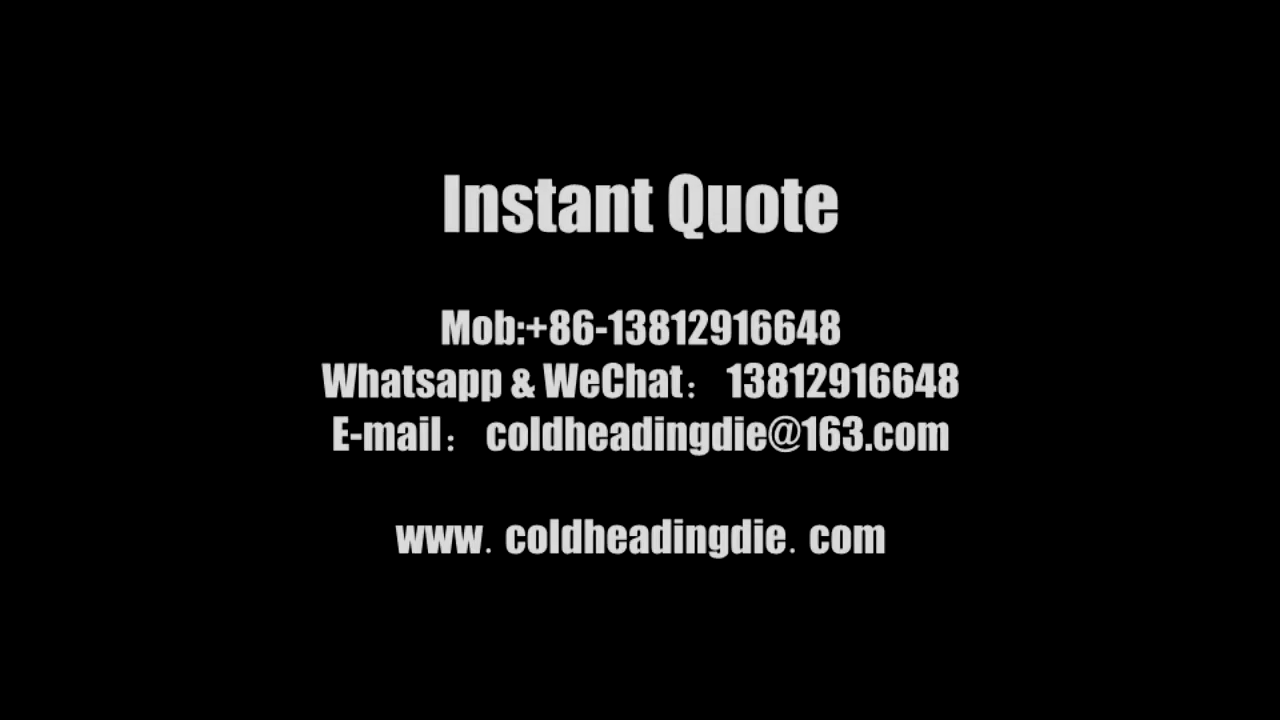 Instant Quote
Mob:+86-13812916648
Whatsapp & WeChat： 13812916648
E-mail： coldheadingdie@163.com
www. coldheadingdie. com